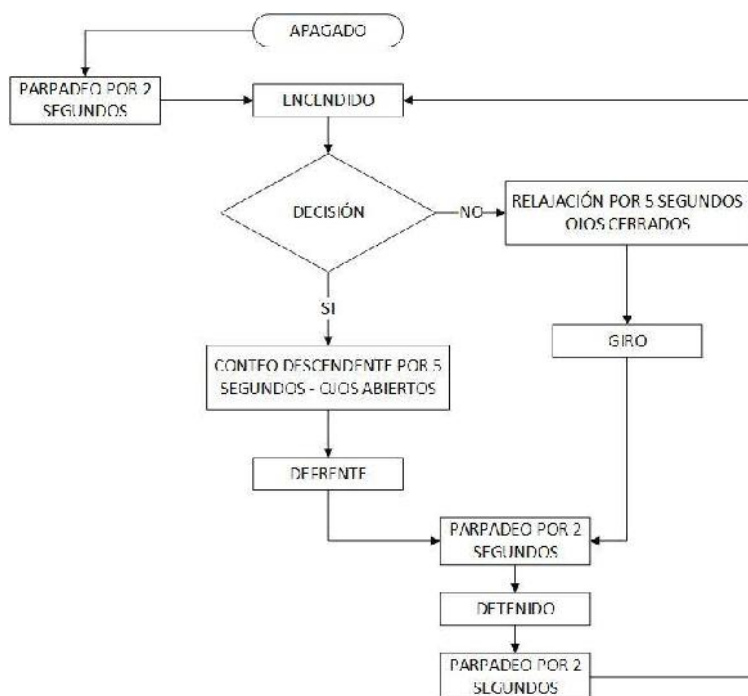 APAGADO
PARPADEO POR 2
SEGUNDOS
ENCENDIDO
DECISIÓN
NO
RELAJACIÓN POR 5 SEGUNDOS
OJOS CERRADOS
SI
GIRO
CONTEO DESCENDENTE POR 5
SEGUNDOS - OJOS ABIERTOS
DEFRENTE
PARPADEO POR 2
SEGUNDOS
DETENIDO
PARPADEO POR 2
SEGUNDOS